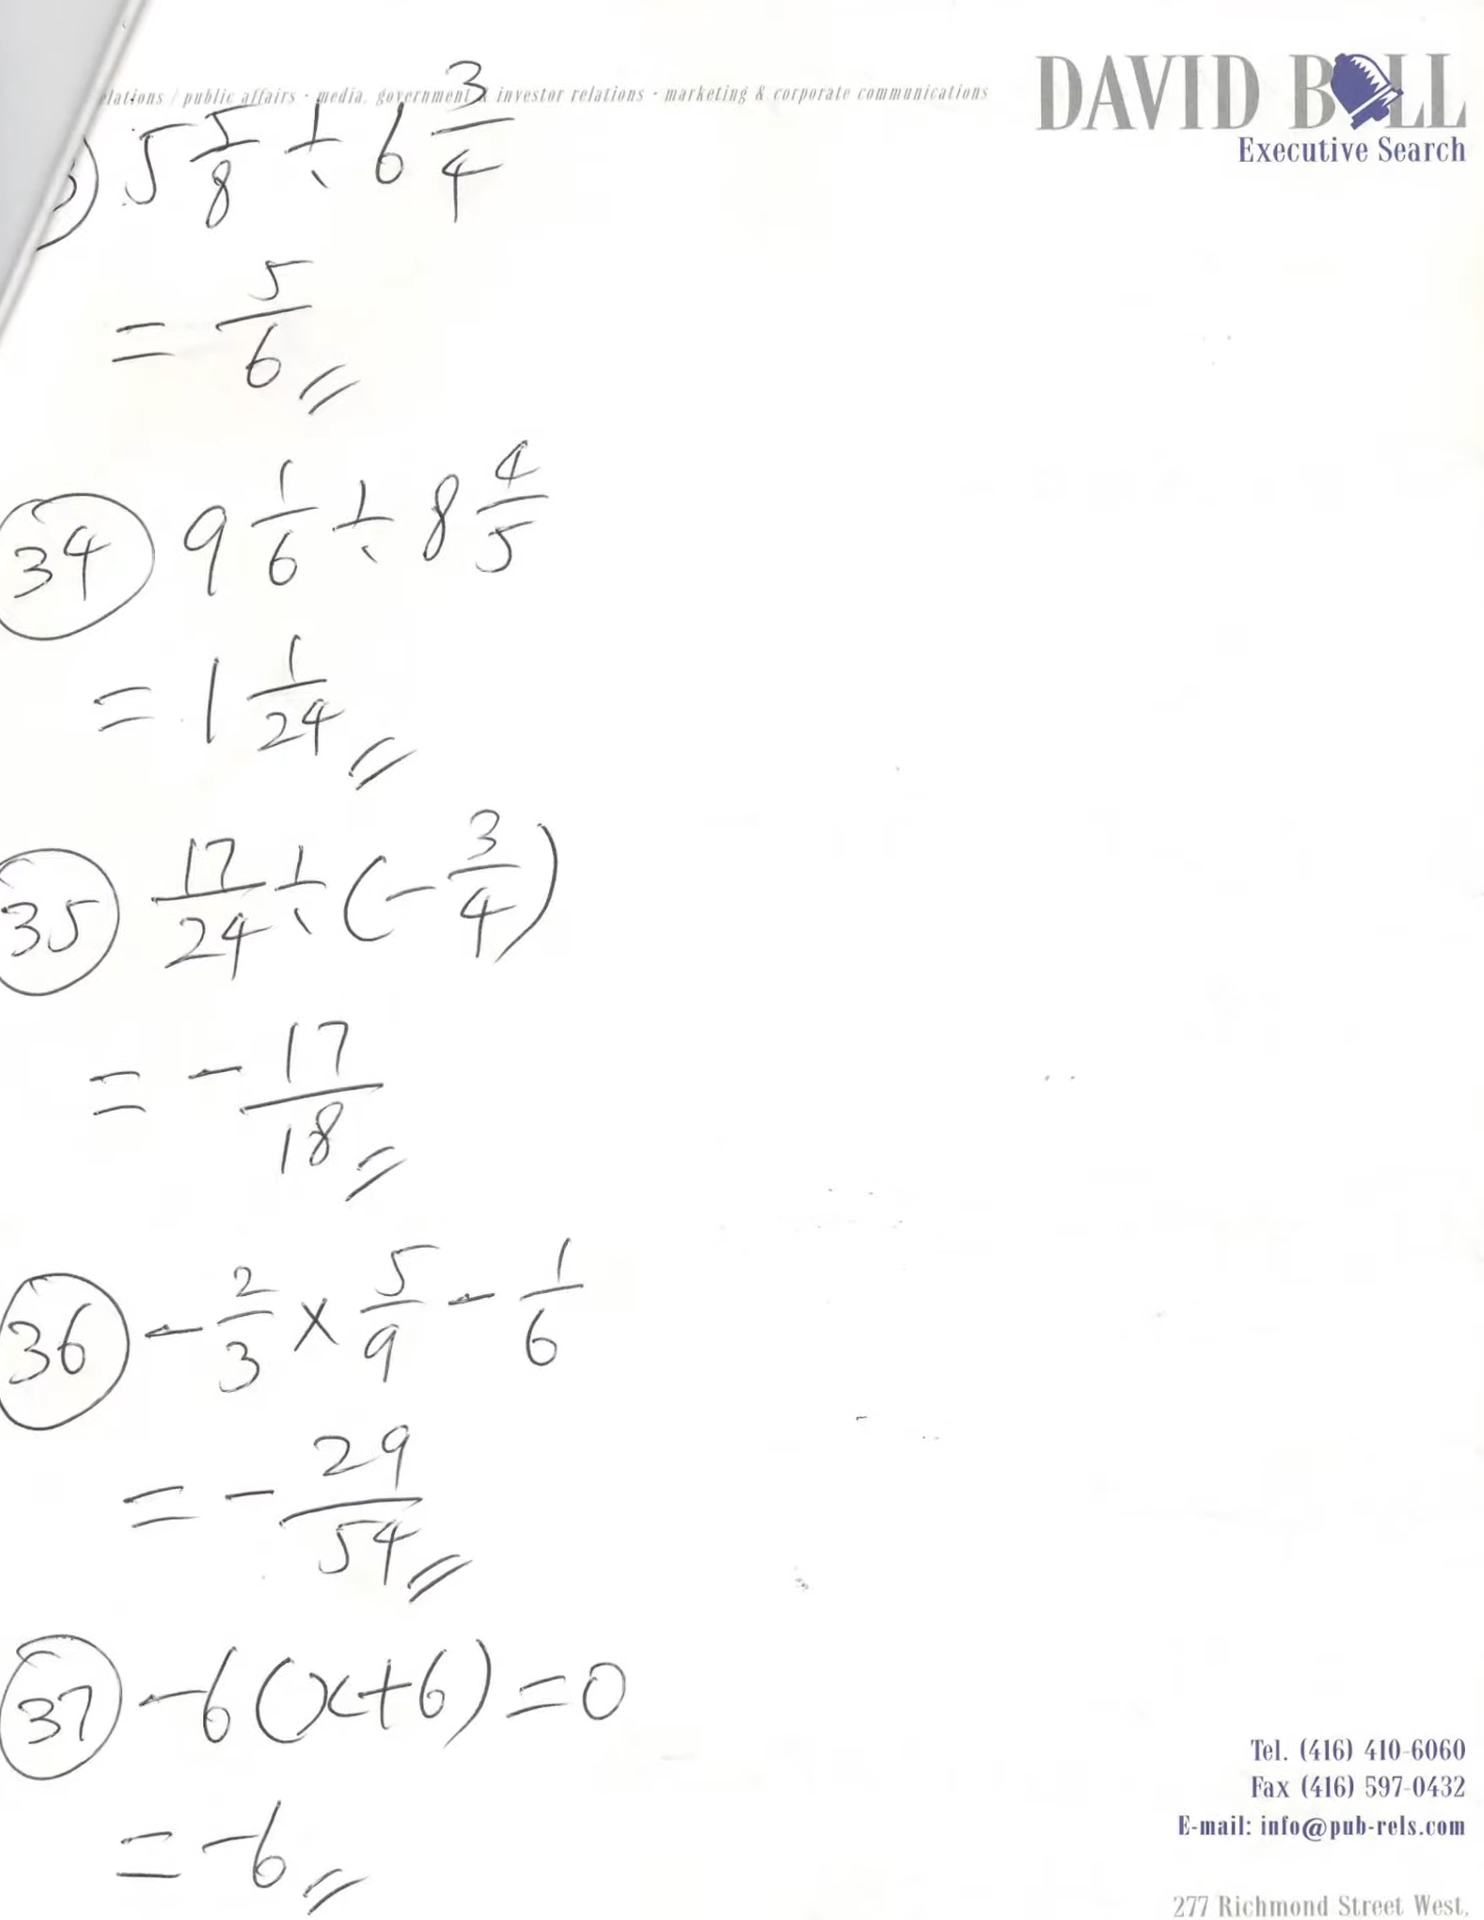 DAVID BELL
Executive Search
/ public affairs - media, government & investor relations - marketing & corporate communications
) 5 5/8 ÷ 6 3/4
= 5/6
34 9 1/6 ÷ 8 4/5
= 1 1/24
35 17/24 ÷ (-3/4)
= -17/18
36 -2/3 × 5/9 - 1/6
= -29/54
37 -6(x+6)=0
= -6
Tel. (416) 410-6060
Fax (416) 597-0432
E-mail: info@pub-rels.com
277 Richmond Street West,